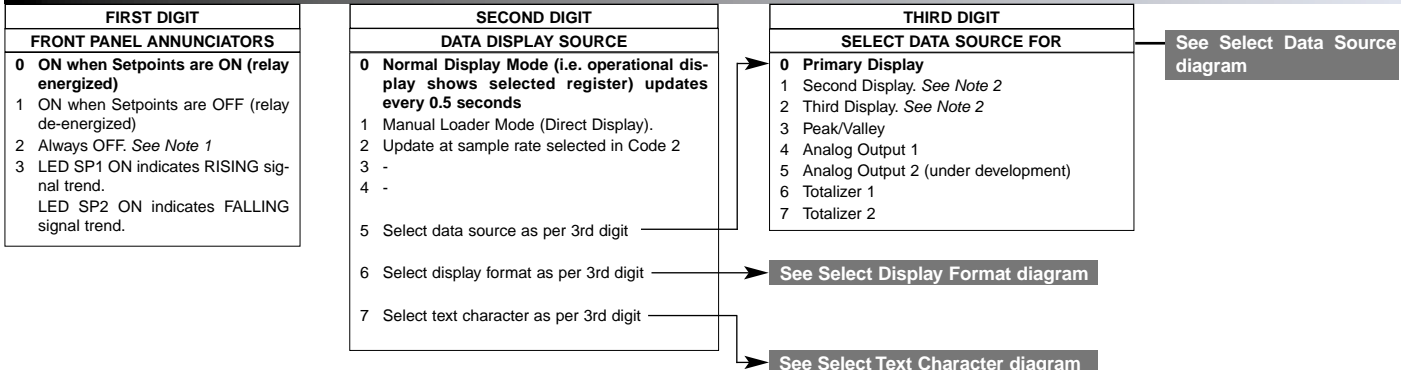 FIRST DIGIT
FRONT PANEL ANNUNCIATORS
0 ON when Setpoints are ON (relay
energized)
1 ON when Setpoints are OFF (relay
de-energized)
2 Always OFF. See Note 1
3 LED SP1 ON indicates RISING sig-
nal trend.
LED SP2 ON indicates FALLING
signal trend.
SECOND DIGIT
DATA DISPLAY SOURCE
0 Normal Display Mode (i.e. operational dis-
play shows selected register) updates
every 0.5 seconds
1 Manual Loader Mode (Direct Display).
2 Update at sample rate selected in Code 2
3 -
4 -
5 Select data source as per 3rd digit
6 Select display format as per 3rd digit
7 Select text character as per 3rd digit
THIRD DIGIT
SELECT DATA SOURCE FOR
0 Primary Display
1 Second Display. See Note 2
2 Third Display. See Note 2
3 Peak/Valley
4 Analog Output 1
5 Analog Output 2 (under development)
6 Totalizer 1
7 Totalizer 2
See Select Data Source
diagram
See Select Display Format diagram
See Select Text Character diagram